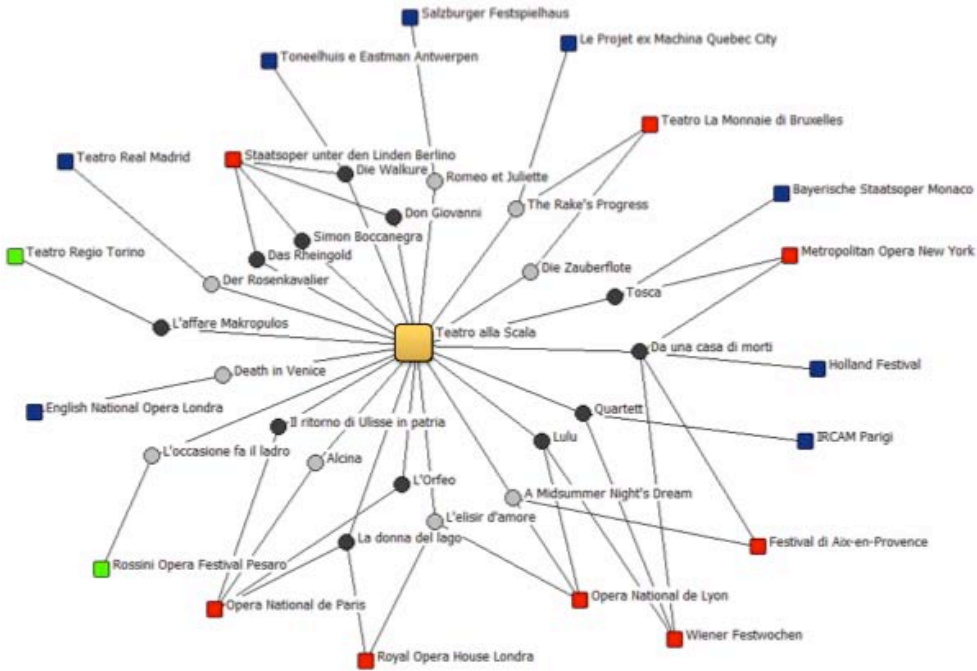 Salzburger Festspielhaus
Le Projet ex Machina Quebec City
Toneelhuis e Eastman Antwerpen
Teatro La Monnaie di Bruxelles
Teatro Real Madrid
Staatsoper unter den Linden Berlino
Die Walkure
Romeo et Juliette
Bayerische Staatsoper Monaco
The Rake's Progress
Don Giovanni
Simon Boccanegra
Teatro Regio Torino
Das Rheingold
Metropolitan Opera New York
Die Zauberflote
Der Rosenkavalier
Tosca
L'affare Makropulos
Teatro alla Scala
Da una casa di morti
Death in Venice
Holland Festival
English National Opera Londra
Quartett
Il ritorno di Ulisse in patria
Lulu
IRCAM Parigi
L'occasione fa il ladro
Alcina
L'Orfeo
A Midsummer Night's Dream
L'elisir d'amore
La donna del lago
Festival di Aix-en-Provence
Rossini Opera Festival Pesaro
Opera National de Paris
Opera National de Lyon
Wiener Festwochen
Royal Opera House Londra